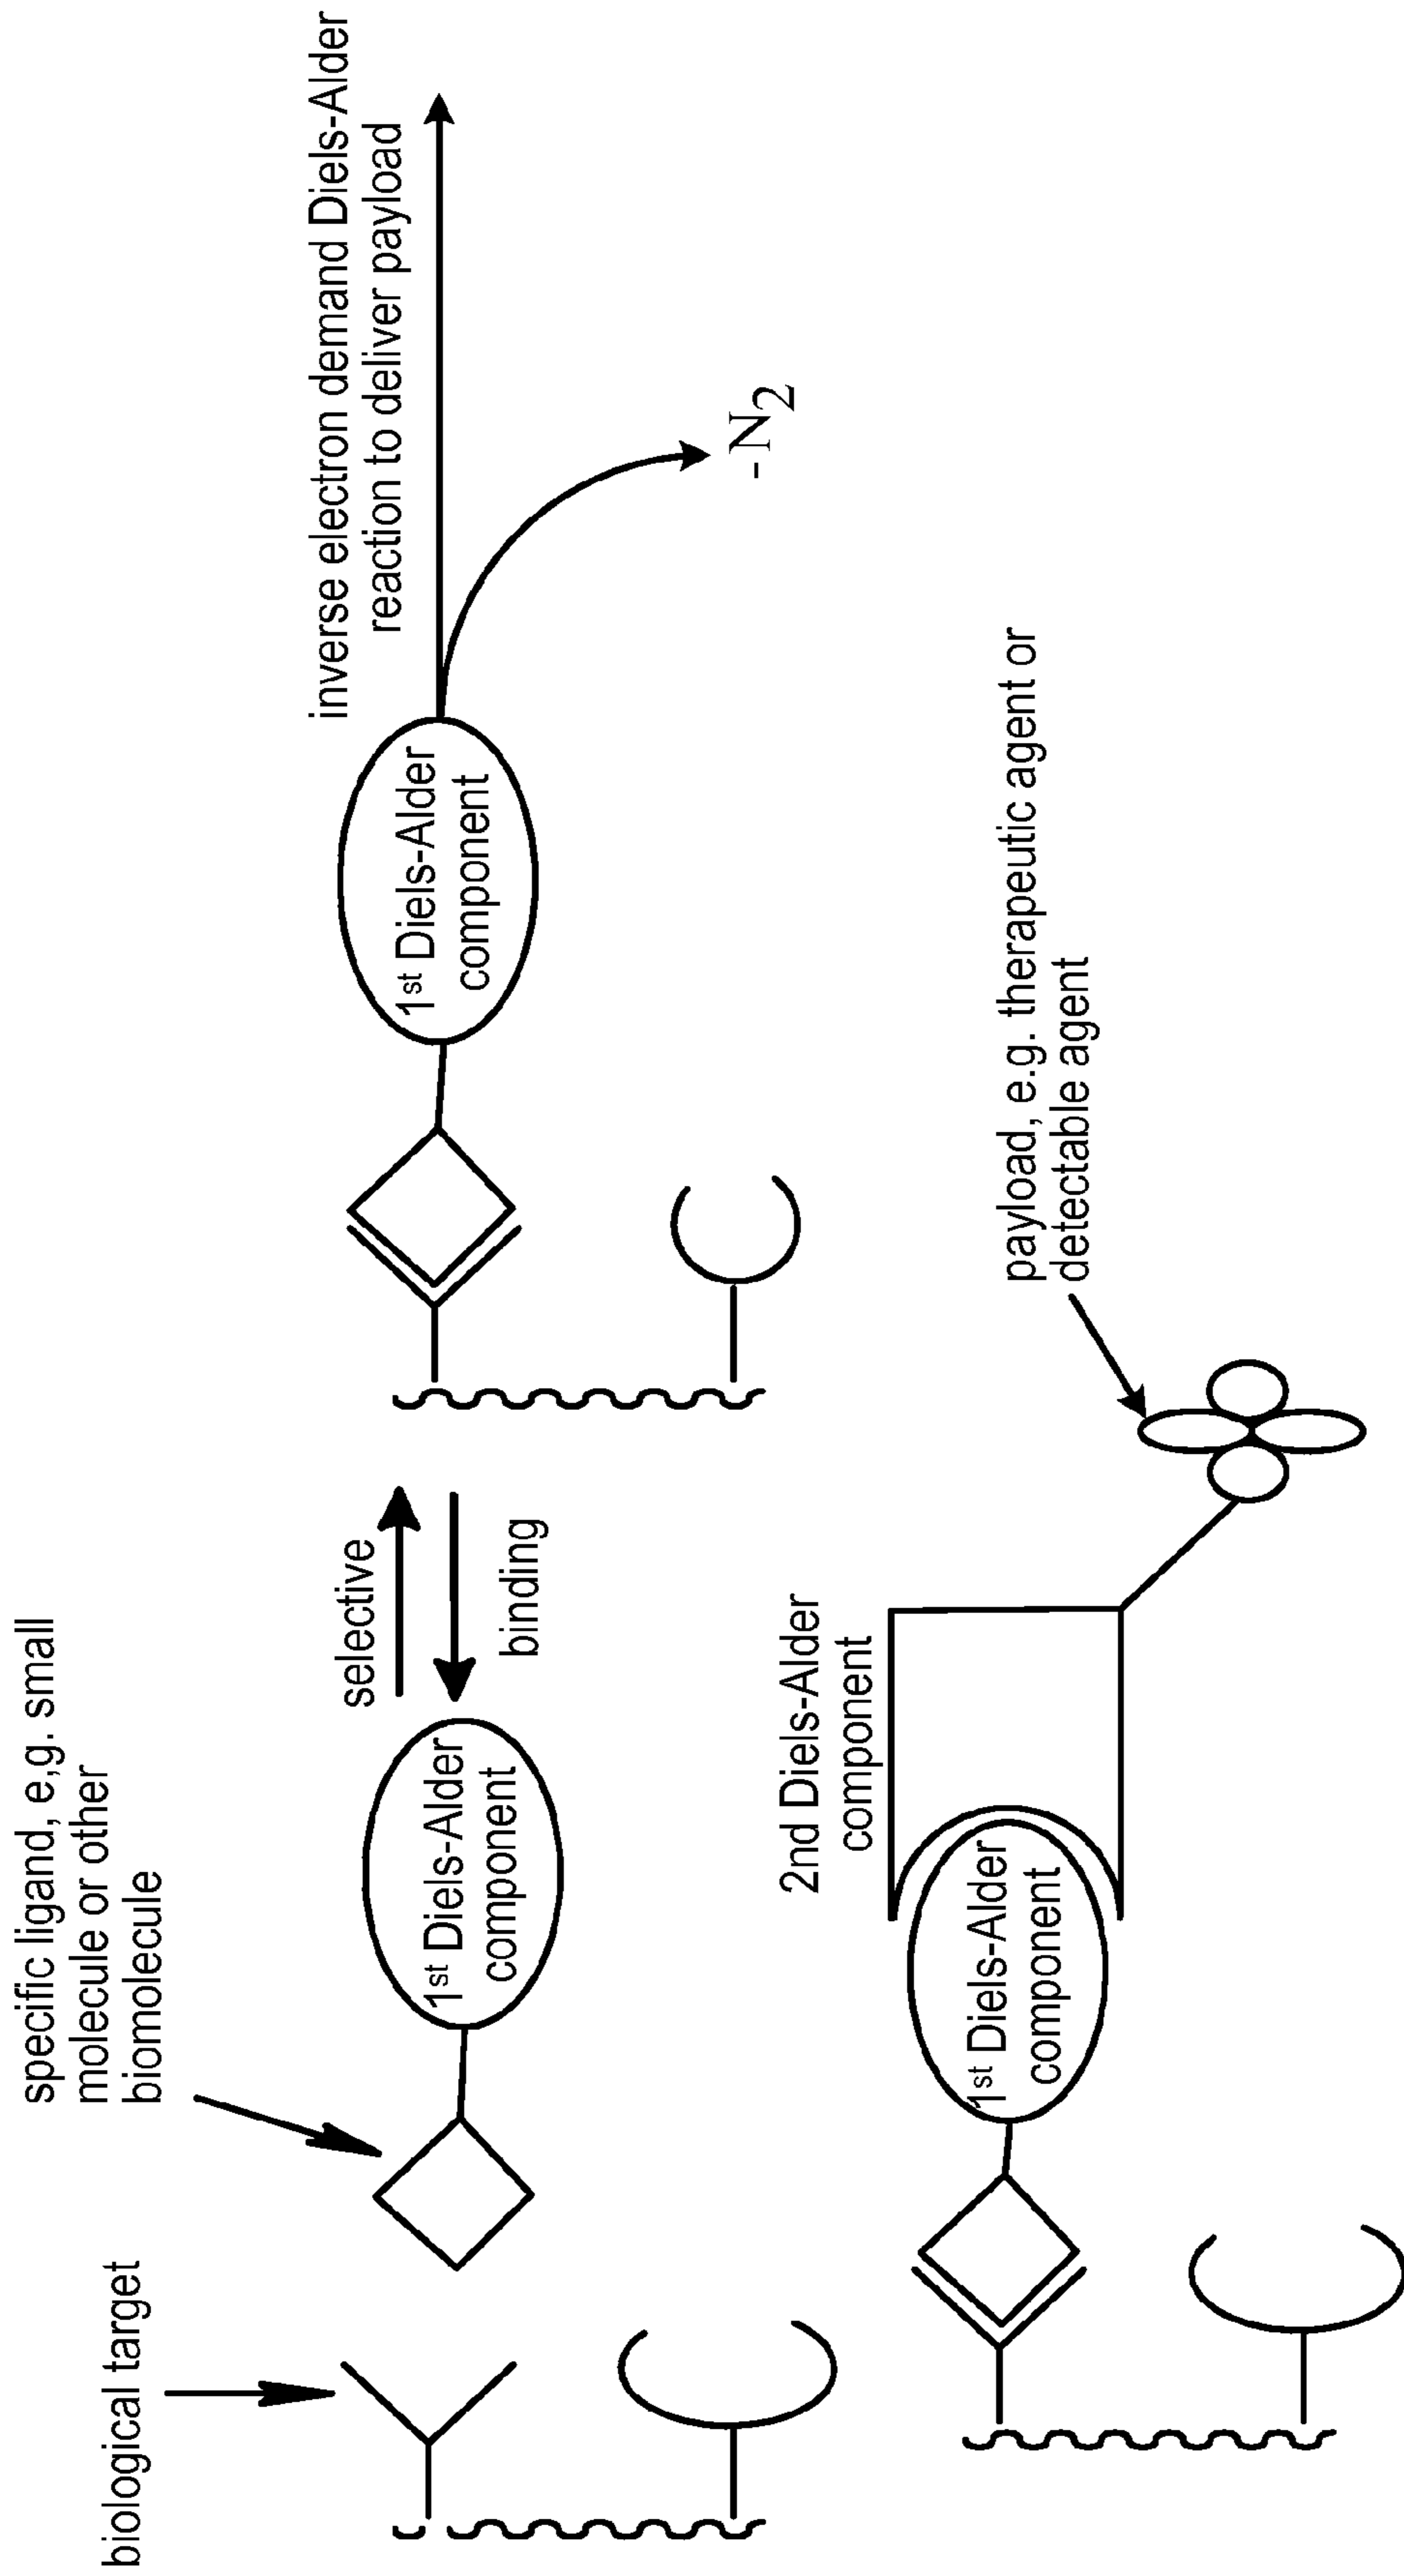 biological target
specific ligand, e,g. small
molecule or other
biomolecule
1st Diels-Alder
component
selective
binding
1st Diels-Alder
component
inverse electron demand Diels-Alder
reaction to deliver payload
- N2
1st Diels-Alder
component
2nd Diels-Alder
component
payload, e.g. therapeutic agent or
detectable agent